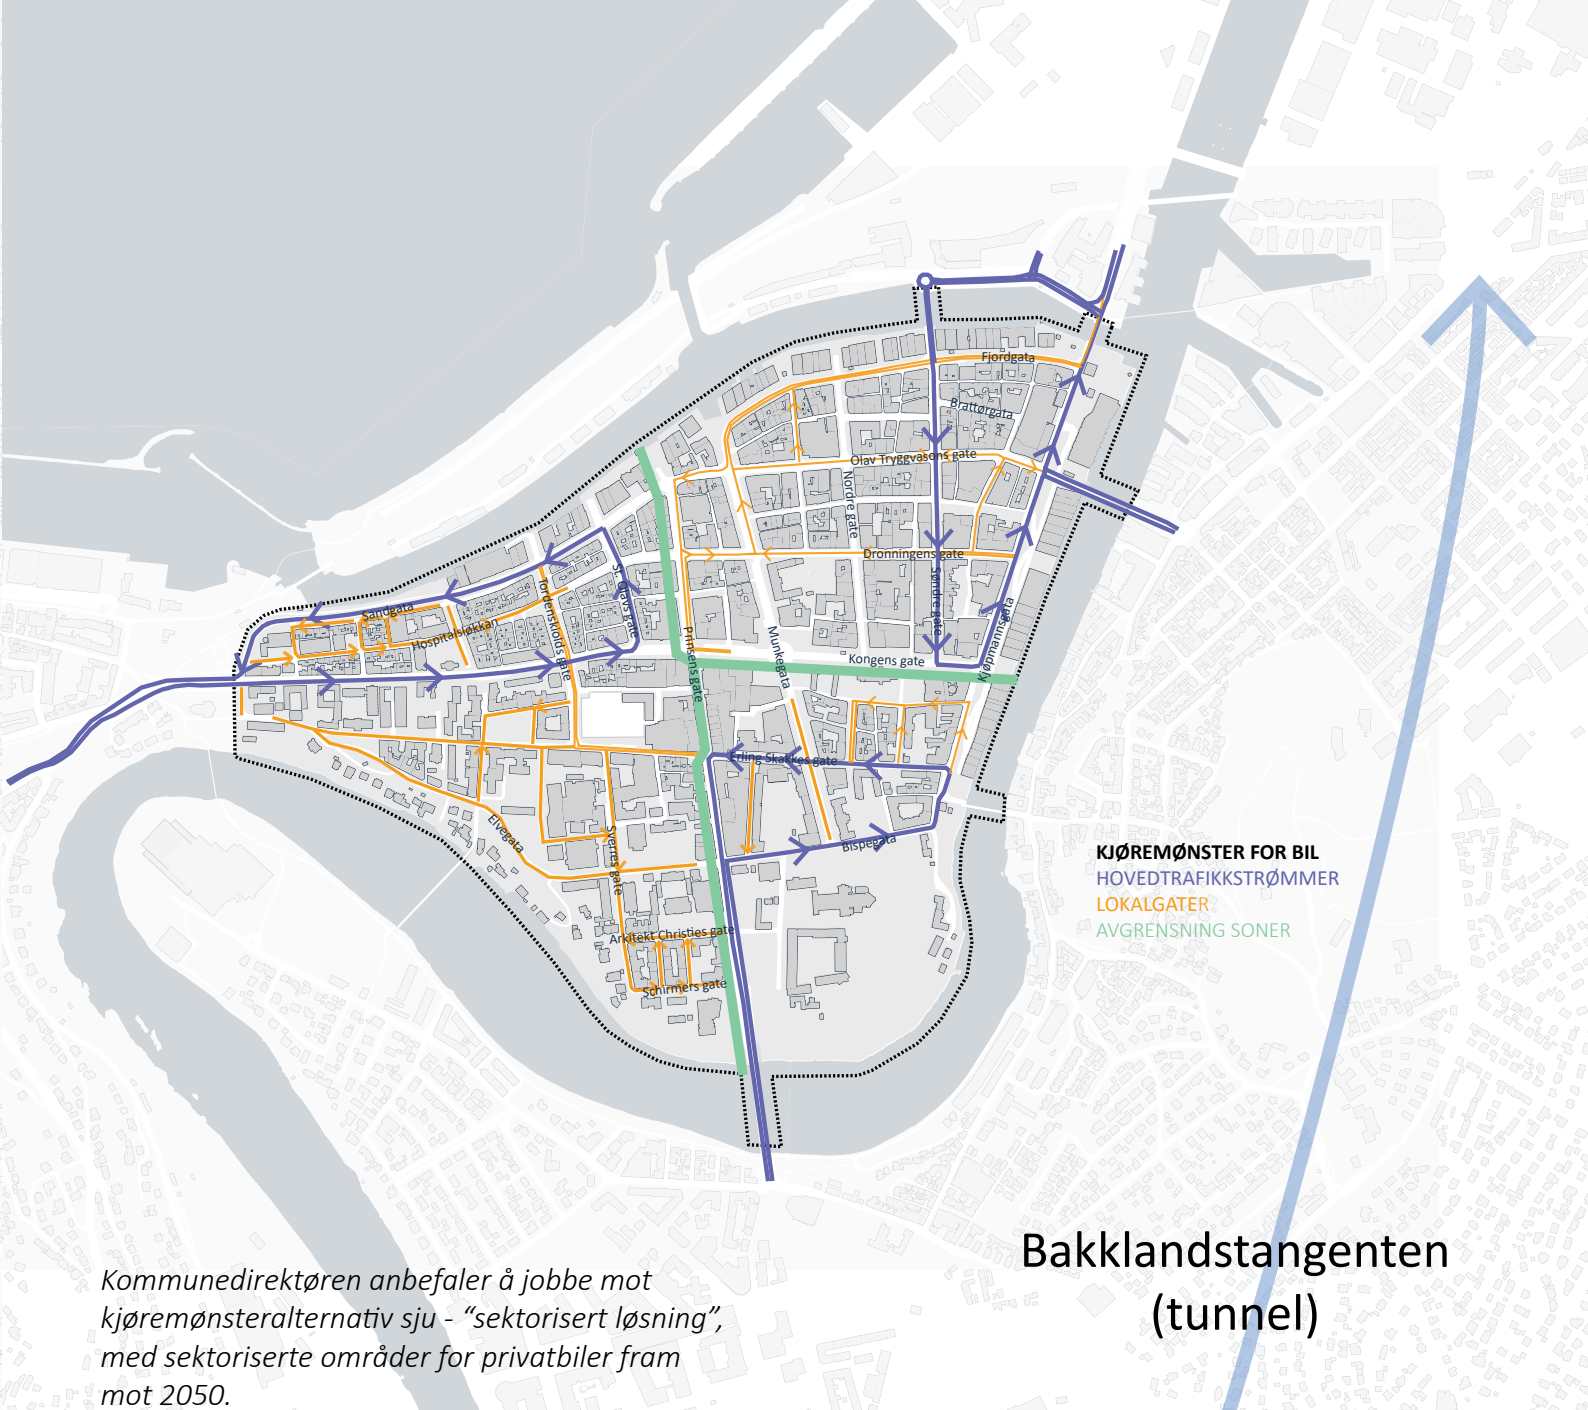 Fjordgata
Brattørgata
Olav Tryggvasons gate
Nordre gate
Dronningens gate
Søndre gate
St. Olavs gate
Tordenskiolds gate
Sandgata
Hospitalsløkkan
Prinsens gate
Munkegata
Kongens gate
Kjøpmannsgata
Erling Skakkes gate
Elvegata
Sverres gate
Bispegata
Arkitekt Christies gate
Schirmers gate
KJØREMØNSTER FOR BIL
HOVEDTRAFIKKSTRØMMER
LOKALGATER
AVGRENSNING SONER
Bakklandstangenten
(tunnel)
Kommunedirektøren anbefaler å jobbe mot
kjøremønsteralternativ sju - “sektorisert løsning”,
med sektoriserte områder for privatbiler fram
mot 2050.